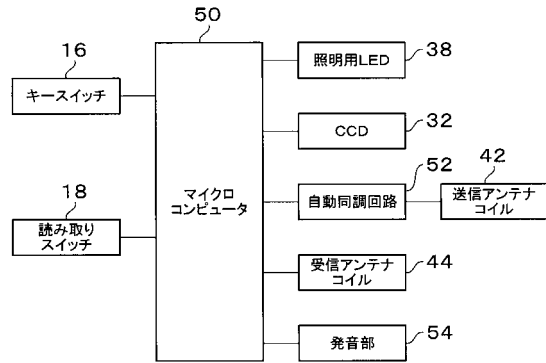 50
16
キースイッチ
18
読み取り
スイッチ
マイクロ
コンピュータ
照明用LED
38
CCD
32
52
自動同調回路
42
送信アンテナ
コイル
受信アンテナ
コイル
44
発音部
54